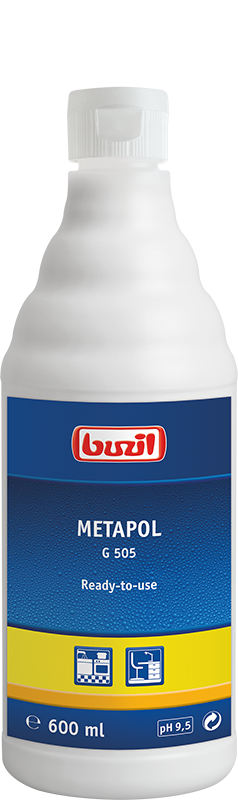 buzil
METAPOL
G 505
Ready-to-use
℮ 600 ml
pH 9,5